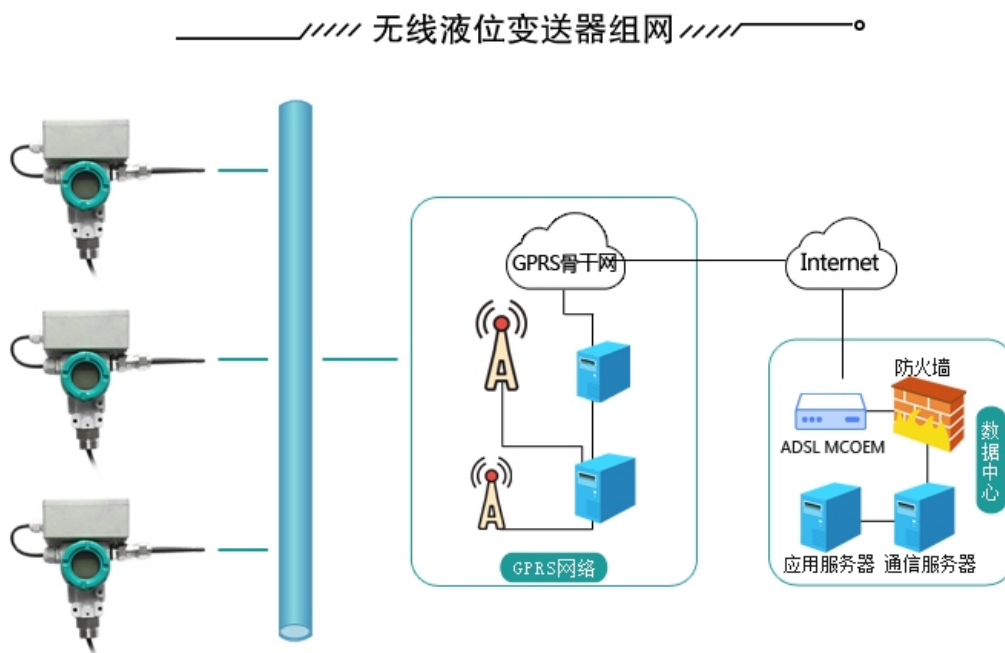 无线液位变送器组网
GPRS骨干网
Internet
防火墙
ADSL MCOEM
数据中心
应用服务器
通信服务器
GPRS网络